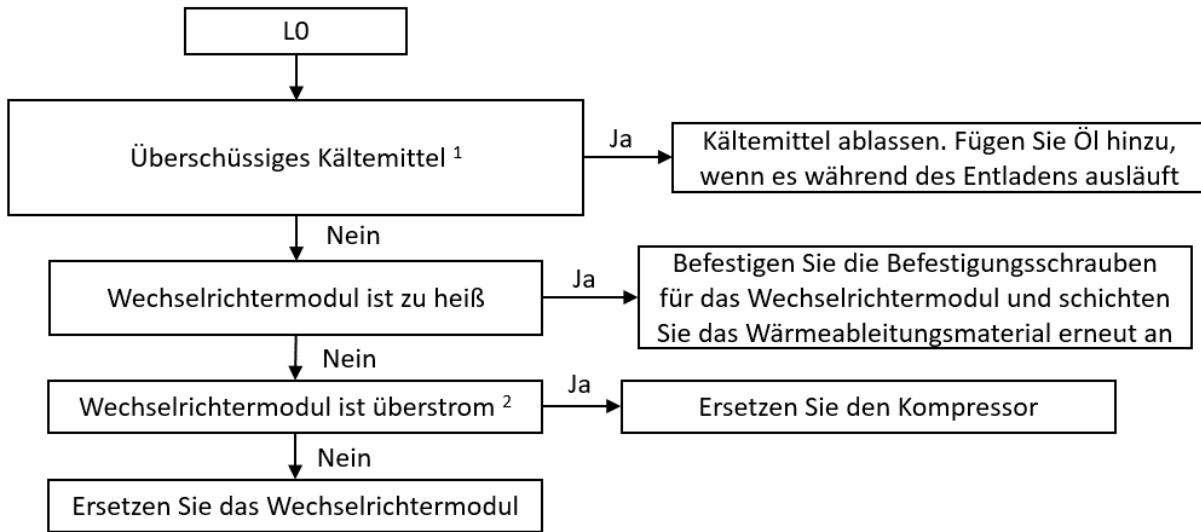 L0
Überschüssiges Kältemittel ¹
Ja
Kältemittel ablassen. Fügen Sie Öl hinzu,
wenn es während des Entladens ausläuft
Nein
Wechselrichtermodul ist zu heiß
Ja
Befestigen Sie die Befestigungsschrauben
für das Wechselrichtermodul und schichten
Sie das Wärmeableitungsmaterial erneut an
Nein
Wechselrichtermodul ist überstrom ²
Ja
Ersetzen Sie den Kompressor
Nein
Ersetzen Sie das Wechselrichtermodul